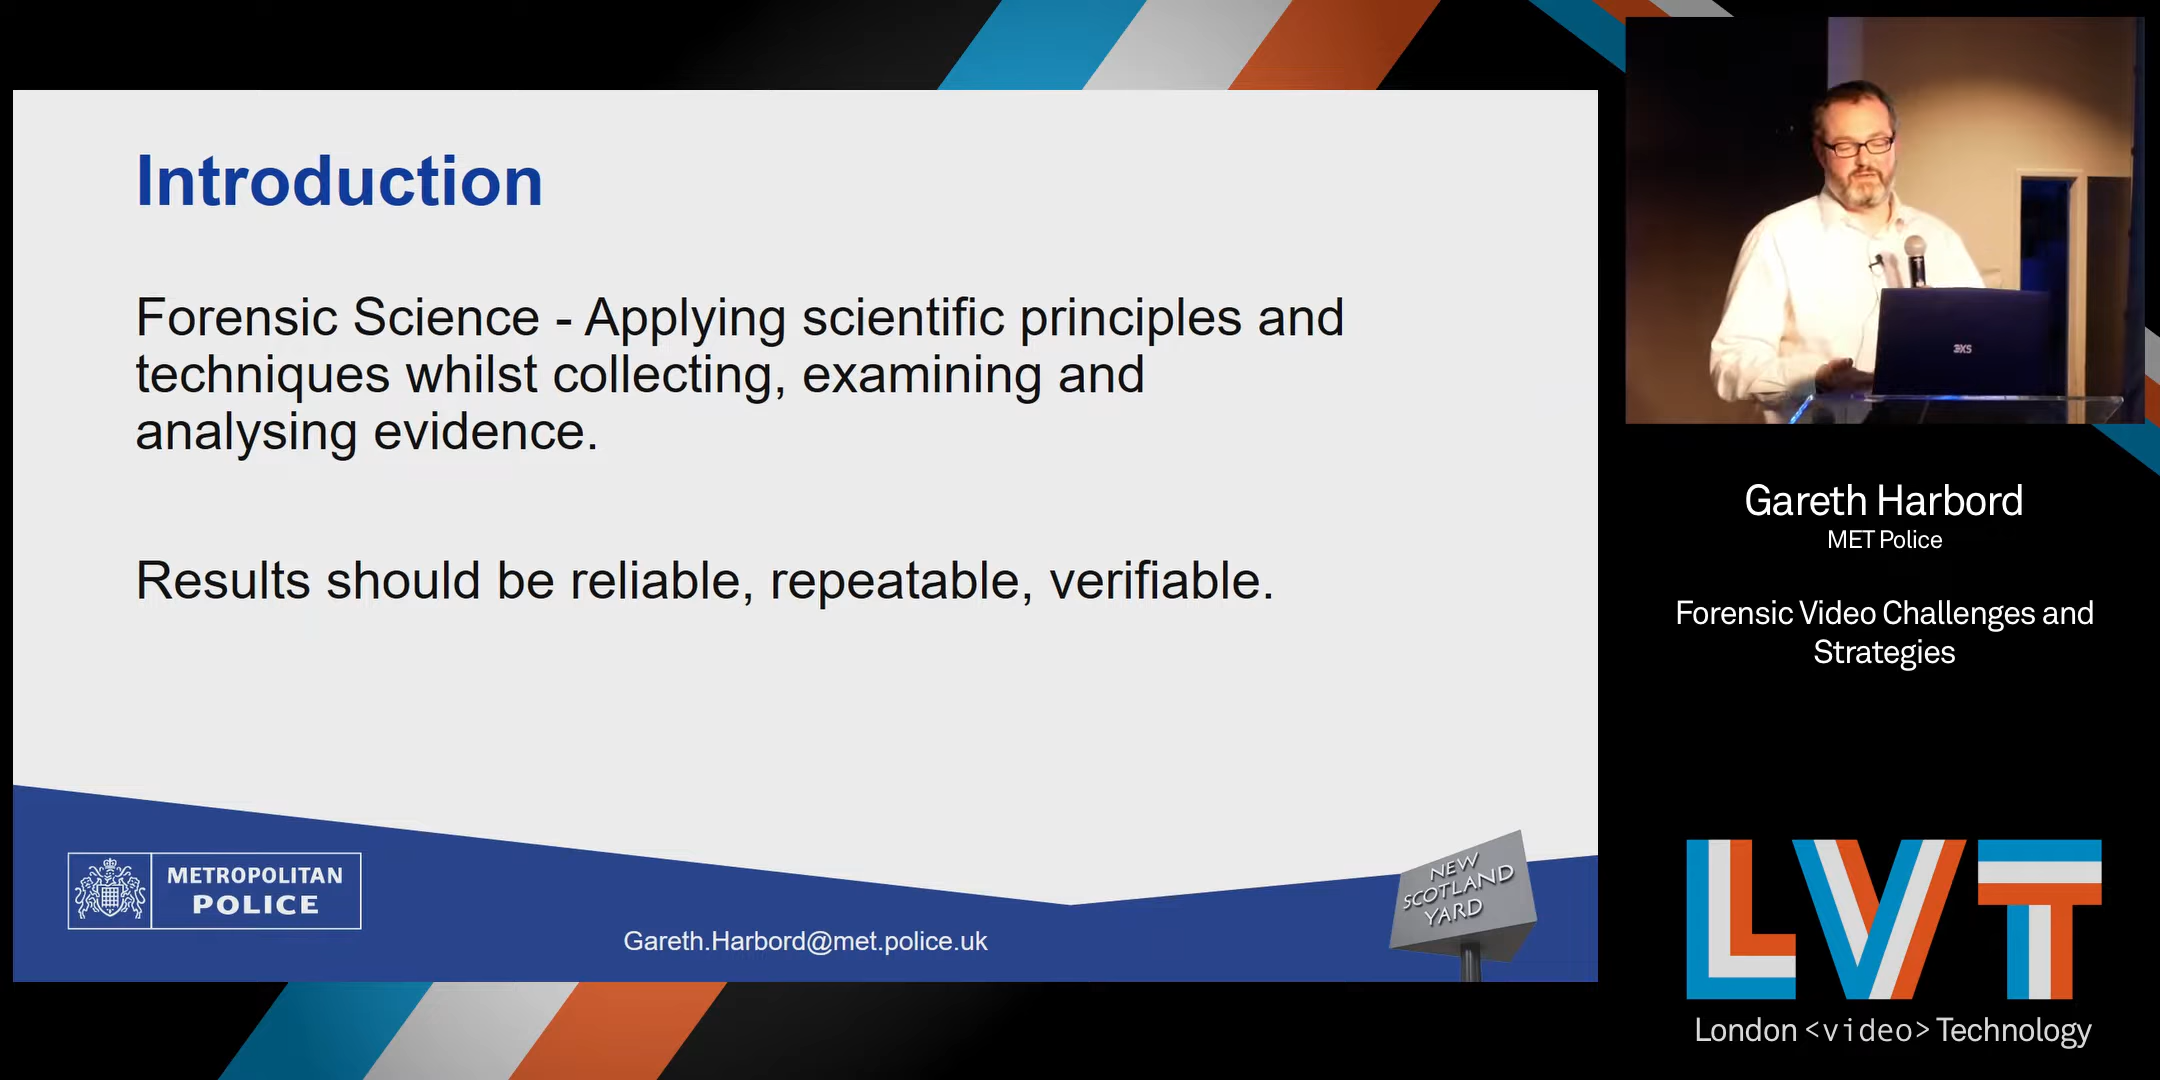 Introduction
Forensic Science - Applying scientific principles and
techniques whilst collecting, examining and
analysing evidence.
Results should be reliable, repeatable, verifiable.
METROPOLITAN
POLICE
Gareth.Harbord@met.police.uk
NEW
SCOTLAND
YARD
3XS
Gareth Harbord
MET Police
Forensic Video Challenges and
Strategies
LVT
London <video> Technology